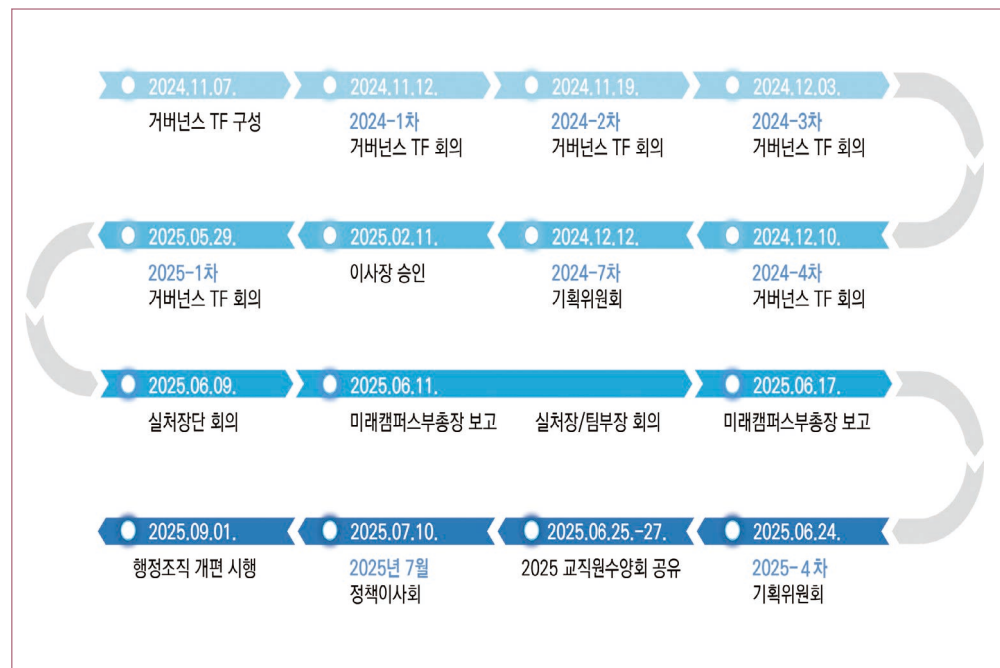 2024.11.07.
거버넌스 TF 구성
2024.11.12.
2024-1차
거버넌스 TF 회의
2024.11.19.
2024-2차
거버넌스 TF 회의
2024.12.03.
2024-3차
거버넌스 TF 회의
2024.12.10.
2024-4차
거버넌스 TF 회의
2024.12.12.
2024-7차
기획위원회
2025.02.11.
이사장 승인
2025.05.29.
2025-1차
거버넌스 TF 회의
2025.06.09.
실처장단 회의
2025.06.11.
미래캠퍼스부총장 보고
실처장/팀부장 회의
2025.06.17.
미래캠퍼스부총장 보고
2025.06.24.
2025-4차
기획위원회
2025.06.25.-27.
2025 교직원수양회 공유
2025.07.10.
2025년 7월
정책이사회
2025.09.01.
행정조직 개편 시행